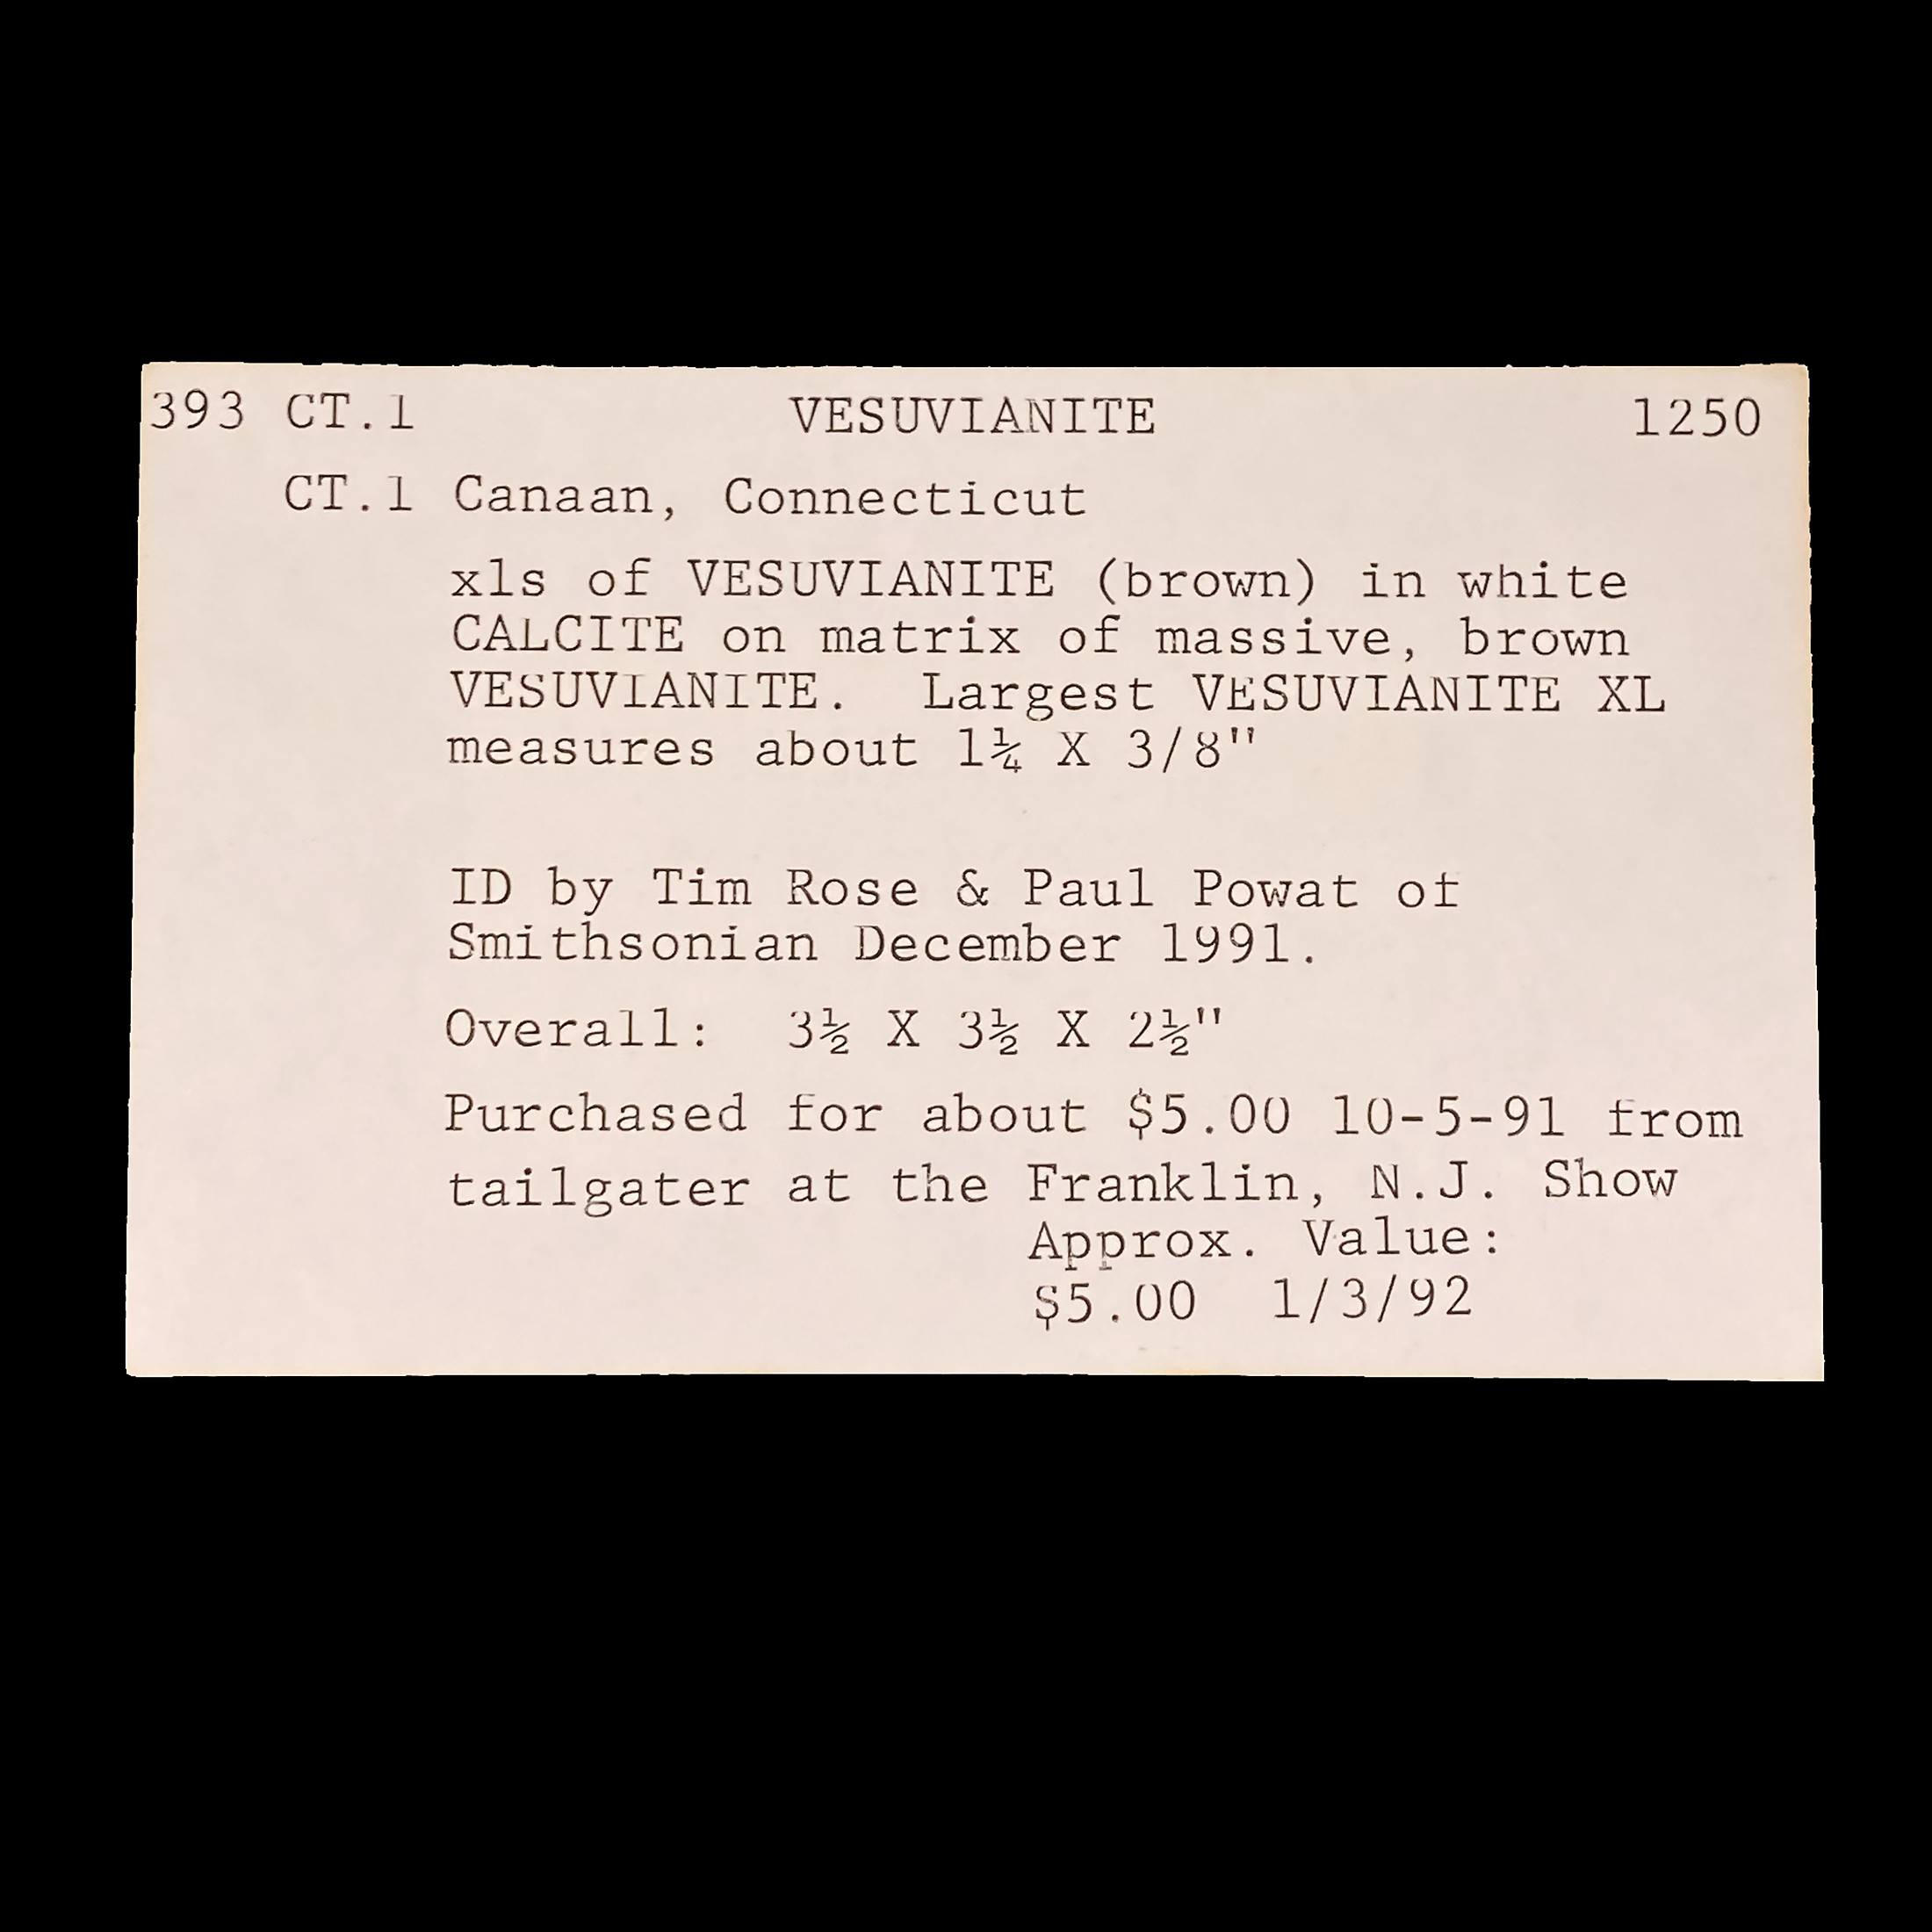 393 CT.1 VESUVIANITE 1250
CT.1 Canaan, Connecticut
xls of VESUVIANITE (brown) in white
CALCITE on matrix of massive, brown
VESUVIANITE. Largest VESUVIANITE XL
measures about 1¼ X 3/8"
ID by Tim Rose & Paul Powat of
Smithsonian December 1991.
Overall: 3½ X 3½ X 2½"
Purchased for about $5.00 10-5-91 from
tailgater at the Franklin, N.J. Show
Approx. Value:
$5.00 1/3/92